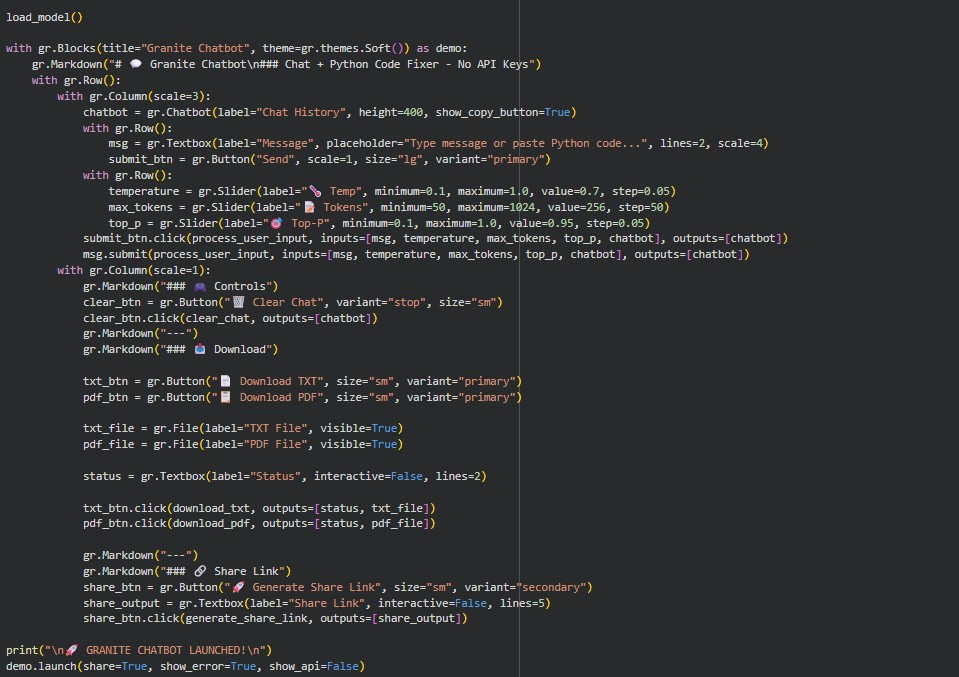 load_model()
with gr.Blocks(title="Granite Chatbot", theme=gr.themes.Soft()) as demo:
    gr.Markdown("# 💬 Granite Chatbot\n### Chat + Python Code Fixer - No API Keys")
    with gr.Row():
        with gr.Column(scale=3):
            chatbot = gr.Chatbot(label="Chat History", height=400, show_copy_button=True)
            with gr.Row():
                msg = gr.Textbox(label="Message", placeholder="Type message or paste Python code...", lines=2, scale=4)
                submit_btn = gr.Button("Send", scale=1, size="lg", variant="primary")
            with gr.Row():
                temperature = gr.Slider(label="🌡️ Temp", minimum=0.1, maximum=1.0, value=0.7, step=0.05)
                max_tokens = gr.Slider(label="📝 Tokens", minimum=50, maximum=1024, value=256, step=50)
                top_p = gr.Slider(label="🎯 Top-P", minimum=0.1, maximum=1.0, value=0.95, step=0.05)
            submit_btn.click(process_user_input, inputs=[msg, temperature, max_tokens, top_p, chatbot], outputs=[chatbot])
            msg.submit(process_user_input, inputs=[msg, temperature, max_tokens, top_p, chatbot], outputs=[chatbot])
        with gr.Column(scale=1):
            gr.Markdown("### 🎮 Controls")
            clear_btn = gr.Button("🗑️ Clear Chat", variant="stop", size="sm")
            clear_btn.click(clear_chat, outputs=[chatbot])
            gr.Markdown("---")
            gr.Markdown("### 📥 Download")
            txt_btn = gr.Button("📄 Download TXT", size="sm", variant="primary")
            pdf_btn = gr.Button("📋 Download PDF", size="sm", variant="primary")
            txt_file = gr.File(label="TXT File", visible=True)
            pdf_file = gr.File(label="PDF File", visible=True)
            status = gr.Textbox(label="Status", interactive=False, lines=2)
            txt_btn.click(download_txt, outputs=[status, txt_file])
            pdf_btn.click(download_pdf, outputs=[status, pdf_file])
            gr.Markdown("---")
            gr.Markdown("### 🔗 Share Link")
            share_btn = gr.Button("🚀 Generate Share Link", size="sm", variant="secondary")
            share_output = gr.Textbox(label="Share Link", interactive=False, lines=5)
            share_btn.click(generate_share_link, outputs=[share_output])
print("\n🚀 GRANITE CHATBOT LAUNCHED!\n")
demo.launch(share=True, show_error=True, show_api=False)